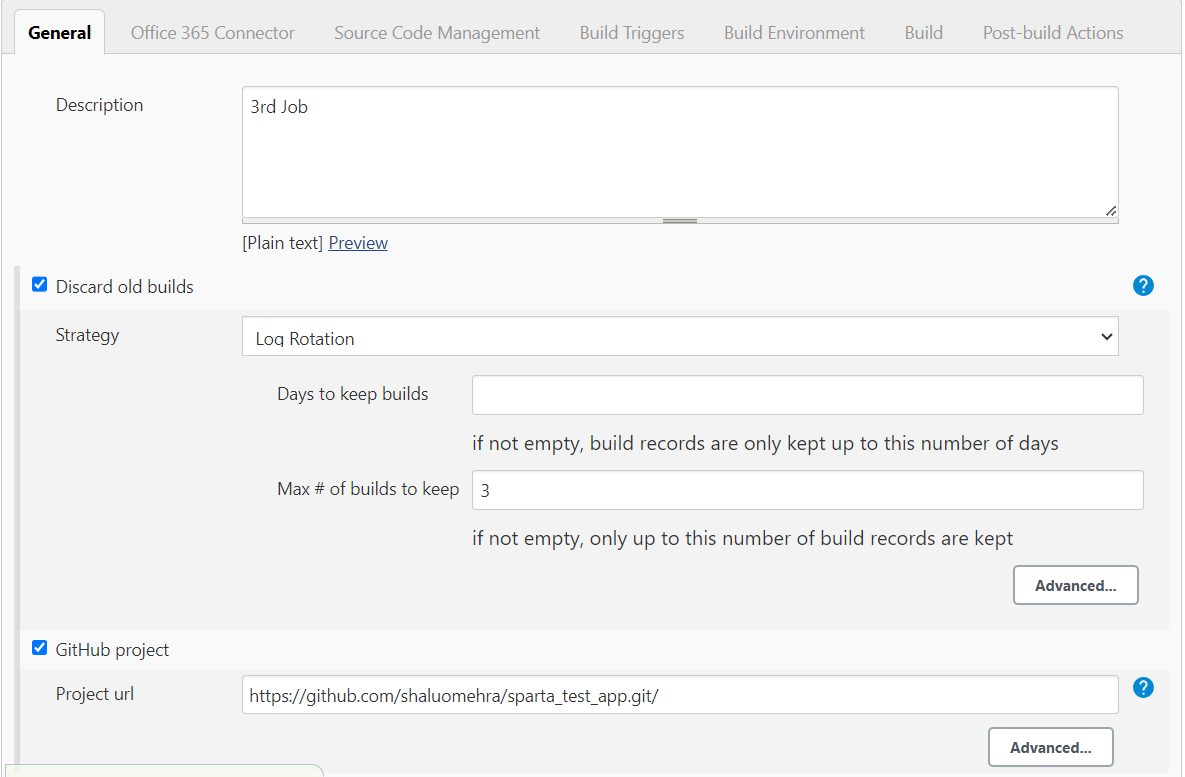 General Office 365 Connector Source Code Management Build Triggers Build Environment Build Post-build Actions
Description 3rd Job
[Plain text] Preview
Discard old builds ?
Strategy Log Rotation
Days to keep builds
if not empty, build records are only kept up to this number of days
Max # of builds to keep 3
if not empty, only up to this number of build records are kept
Advanced...
GitHub project
Project url https://github.com/shaluomehra/sparta_test_app.git/ ?
Advanced...